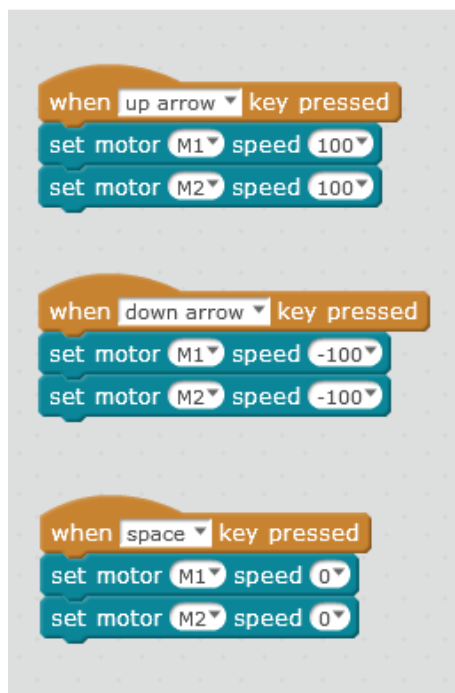 when up arrow key pressed
set motor M1 speed 100
set motor M2 speed 100
when down arrow key pressed
set motor M1 speed -100
set motor M2 speed -100
when space key pressed
set motor M1 speed 0
set motor M2 speed 0